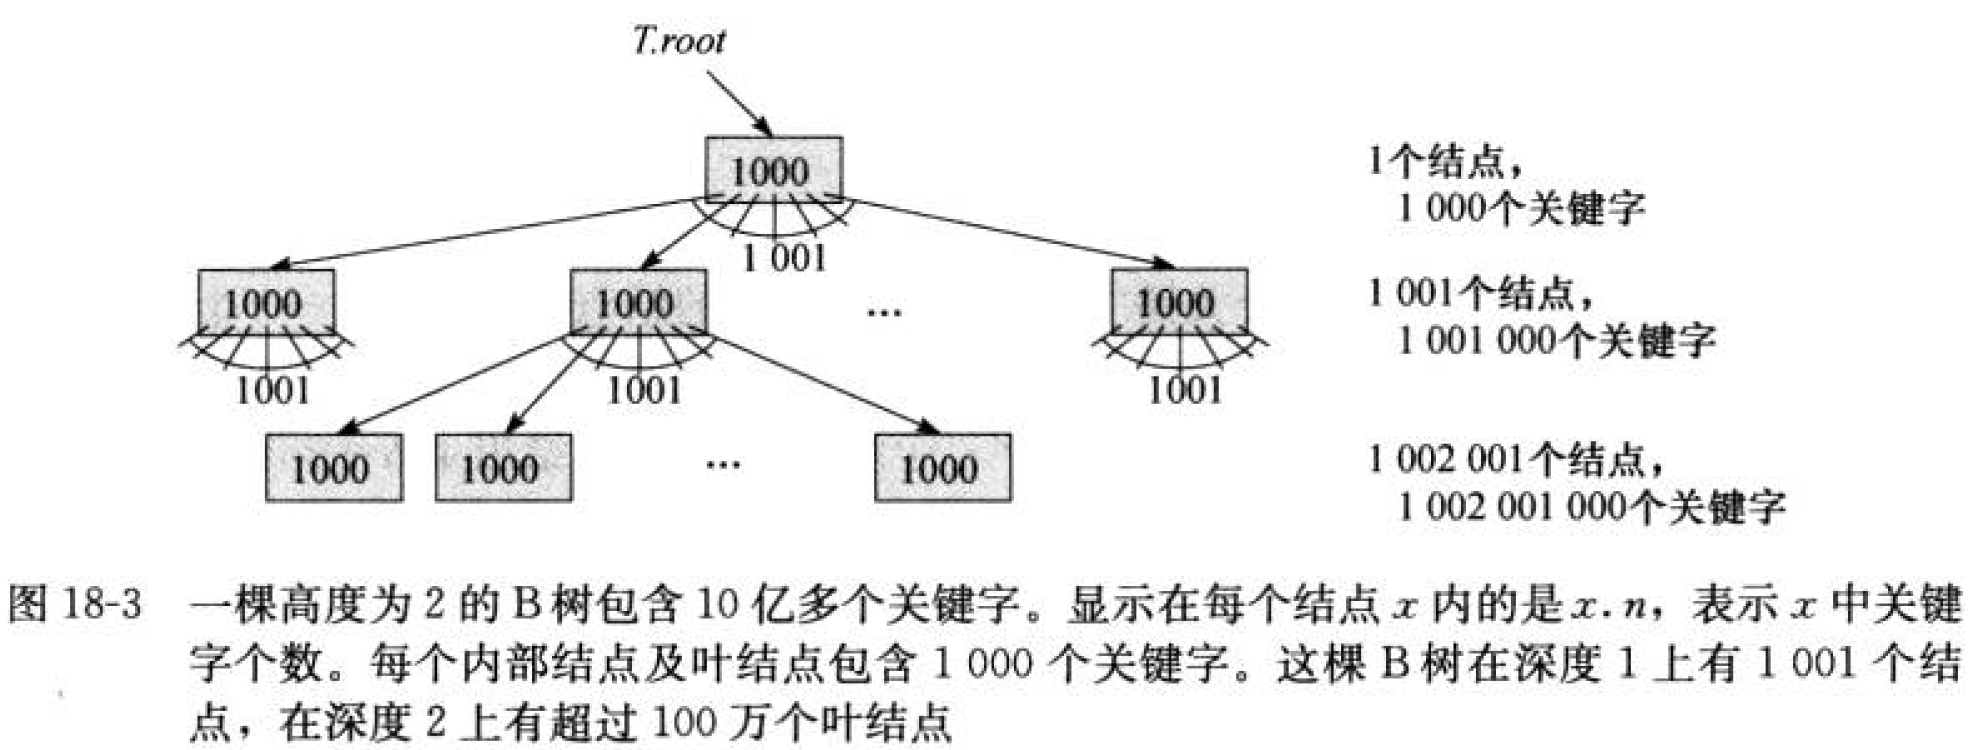 T.root
1000
1个结点，
1 000个关键字
1 001
1000
1000
...
1000
1 001个结点，
1 001 000个关键字
1001
1001
1001
1000
1000
...
1000
1 002 001个结点，
1 002 001 000个关键字
图 18-3 一棵高度为 2 的 B 树包含 10 亿多个关键字。显示在每个结点 x 内的是 x.n，表示 x 中关键
字个数。每个内部结点及叶结点包含 1 000 个关键字。这棵 B 树在深度 1 上有 1 001 个结
点，在深度 2 上有超过 100 万个叶结点